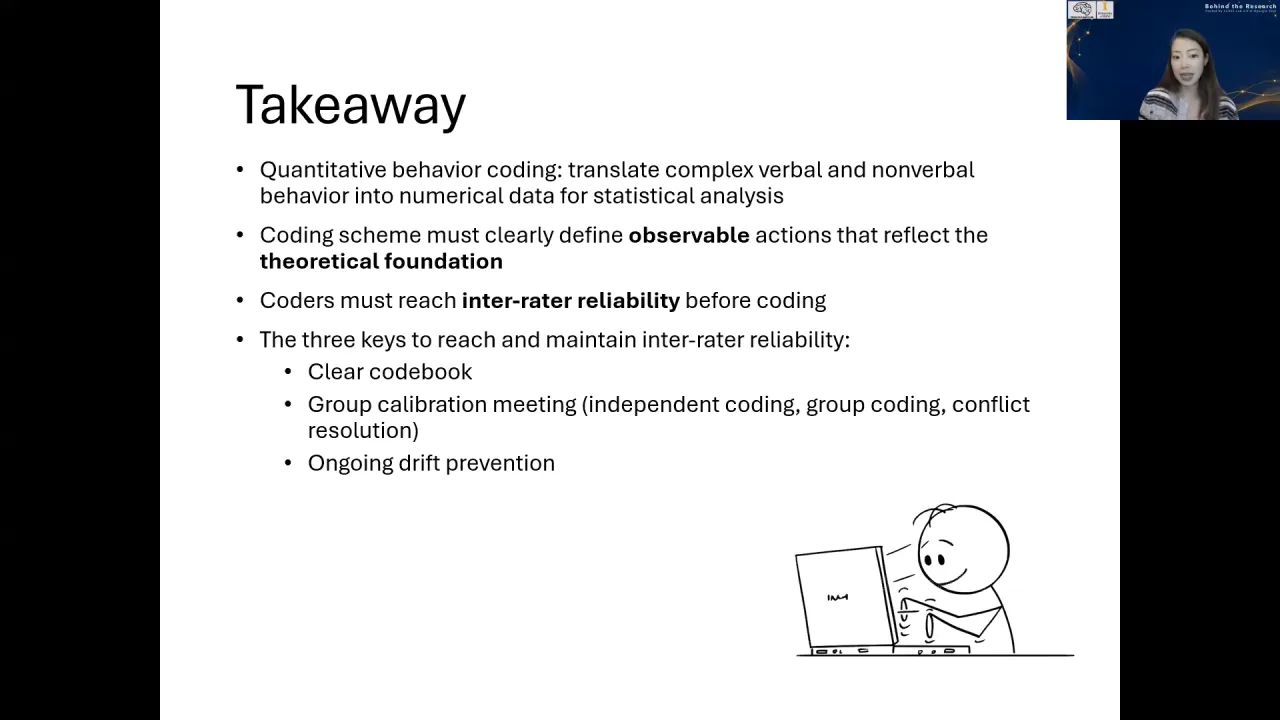 Behind the Research
Takeaway
• Quantitative behavior coding: translate complex verbal and nonverbal
behavior into numerical data for statistical analysis
• Coding scheme must clearly define observable actions that reflect the
theoretical foundation
• Coders must reach inter-rater reliability before coding
• The three keys to reach and maintain inter-rater reliability:
• Clear codebook
• Group calibration meeting (independent coding, group coding, conflict
resolution)
• Ongoing drift prevention